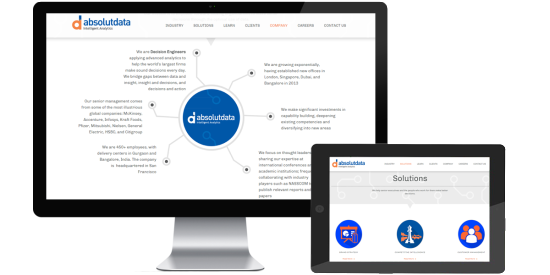 absolutdata
Intelligent Analytics
INDUSTRY SOLUTIONS LEARN CLIENTS COMPANY CAREERS CONTACT US
We are Decision Engineers
applying advanced analytics to
help the world's largest firms
make sound decisions every day.
We bridge gaps between data and
insight, insight and decisions, and
decisions and action
We are growing exponentially,
having established new offices in
London, Singapore, Dubai, and
Bangalore in 2013
Our senior management comes
from some of the most illustrious
global companies: McKinsey,
Accenture, Infosys, Kraft Foods,
Pfizer, Mitsubishi, Nielsen, General
Electric, HSBC, and Citigroup
absolutdata
Intelligent Analytics
We make significant investments in
capability building, deepening
existing competencies and
diversifying into new areas
We are 450+ employees, with
delivery centers in Gurgaon and
Bangalore, India. The company
is headquartered in San
Francisco
We focus on thought leaders
sharing our expertise at
international conferences a
academic institutions. Freque
collaborating with industry
players such as NASSCOM t
publish relevant reports and
papers
absolutdata
Solutions